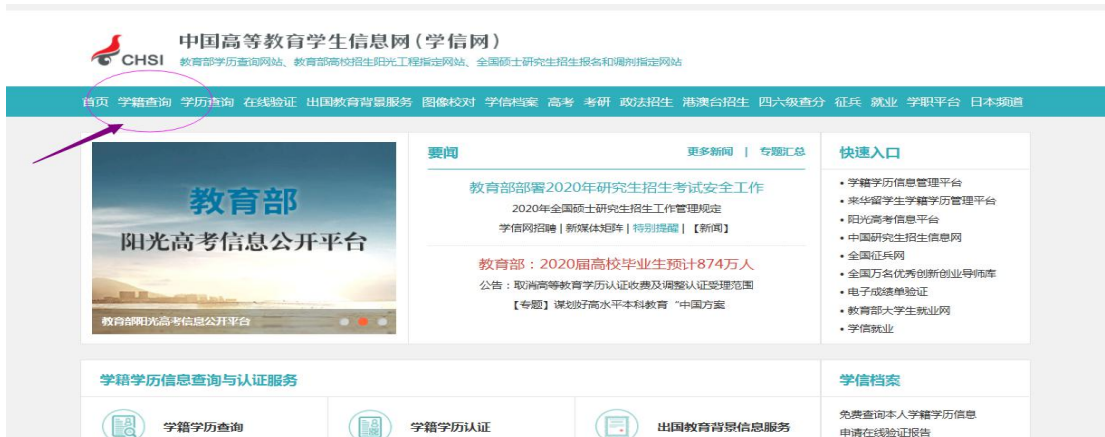 中国高等教育学生信息网(学信网)
CHSI
教育部学历查询网站、教育部高校招生阳光工程指定网站、全国硕士研究生招生报名和调剂指定网站
首页 学籍查询 学历查询 在线验证 出国教育背景服务 图像校对 学信档案 高考 考研 政法招生 港澳台招生 四六级查分 征兵 就业 学职平台 日本频道
教育部
阳光高考信息公开平台
教育部阳光高考信息公开平台
要闻 更多新闻 | 专题汇总
教育部部署2020年研究生招生考试安全工作
2020年全国硕士研究生招生工作管理规定
学信网招聘 | 新媒体矩阵 | 特别提醒 | 【新闻】
教育部:2020届高校毕业生预计874万人
公告:取消高等教育学历认证收费及调整认证受理范围
【专题】谋划好高水平本科教育“中国方案
快速入口
• 学籍学历信息管理平台
• 来华留学生学籍学历管理平台
• 阳光高考信息平台
• 中国研究生招生信息网
• 全国征兵网
• 全国万名优秀创新创业导师库
• 电子成绩单验证
• 教育部大学生就业网
• 学信就业
学籍学历信息查询与认证服务
学籍学历查询 学籍学历认证 出国教育背景信息服务
学信档案
免费查询本人学籍学历信息
申请在线验证报告